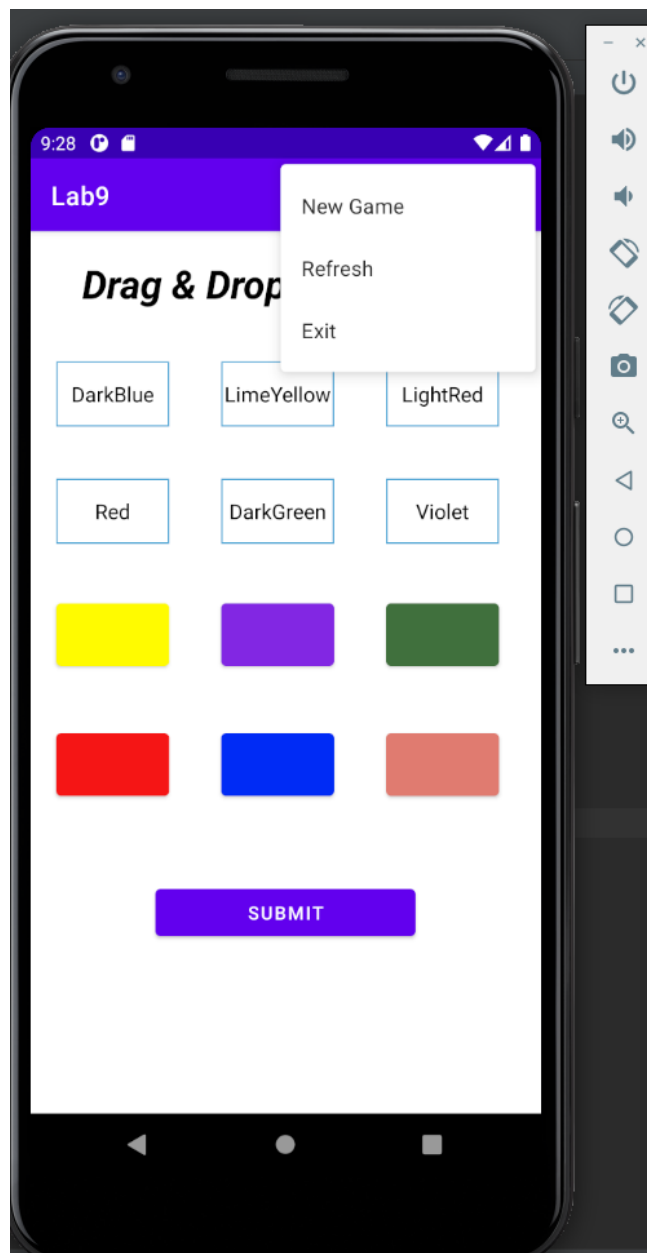 9:28
Lab9
New Game
Refresh
Exit
Drag & Drop
DarkBlue LimeYellow LightRed
Red DarkGreen Violet
SUBMIT